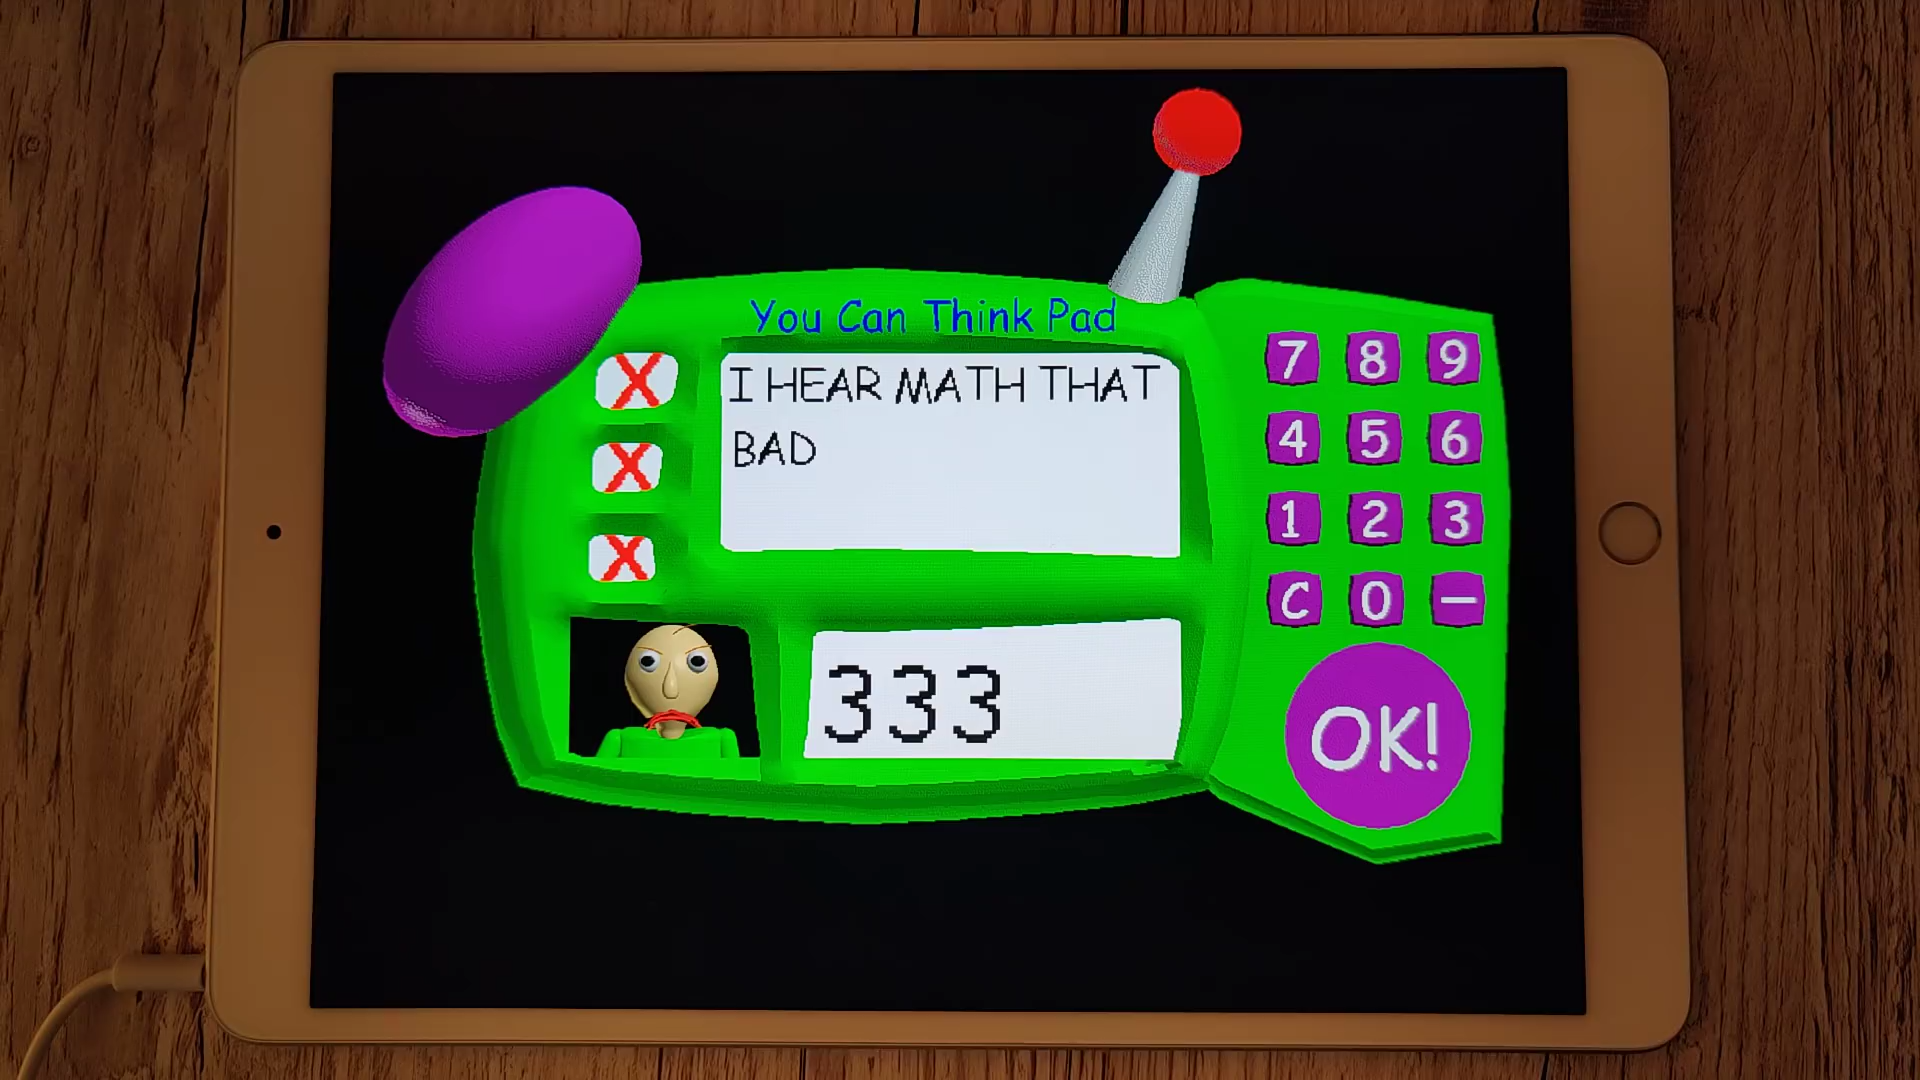 You Can Think Pad
I HEAR MATH THAT
BAD
333
7 8 9
4 5 6
1 2 3
C 0 –
OK!
X
X
X